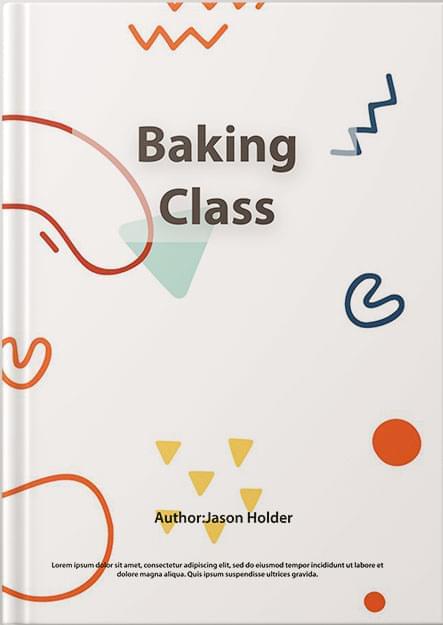 Baking
Class
Author:Jason Holder
Lorem ipsum dolor sit amet, consectetur adipiscing elit, sed do eiusmod tempor incididunt ut labore et
dolore magna aliqua. Quis ipsum suspendisse ultrices gravida.